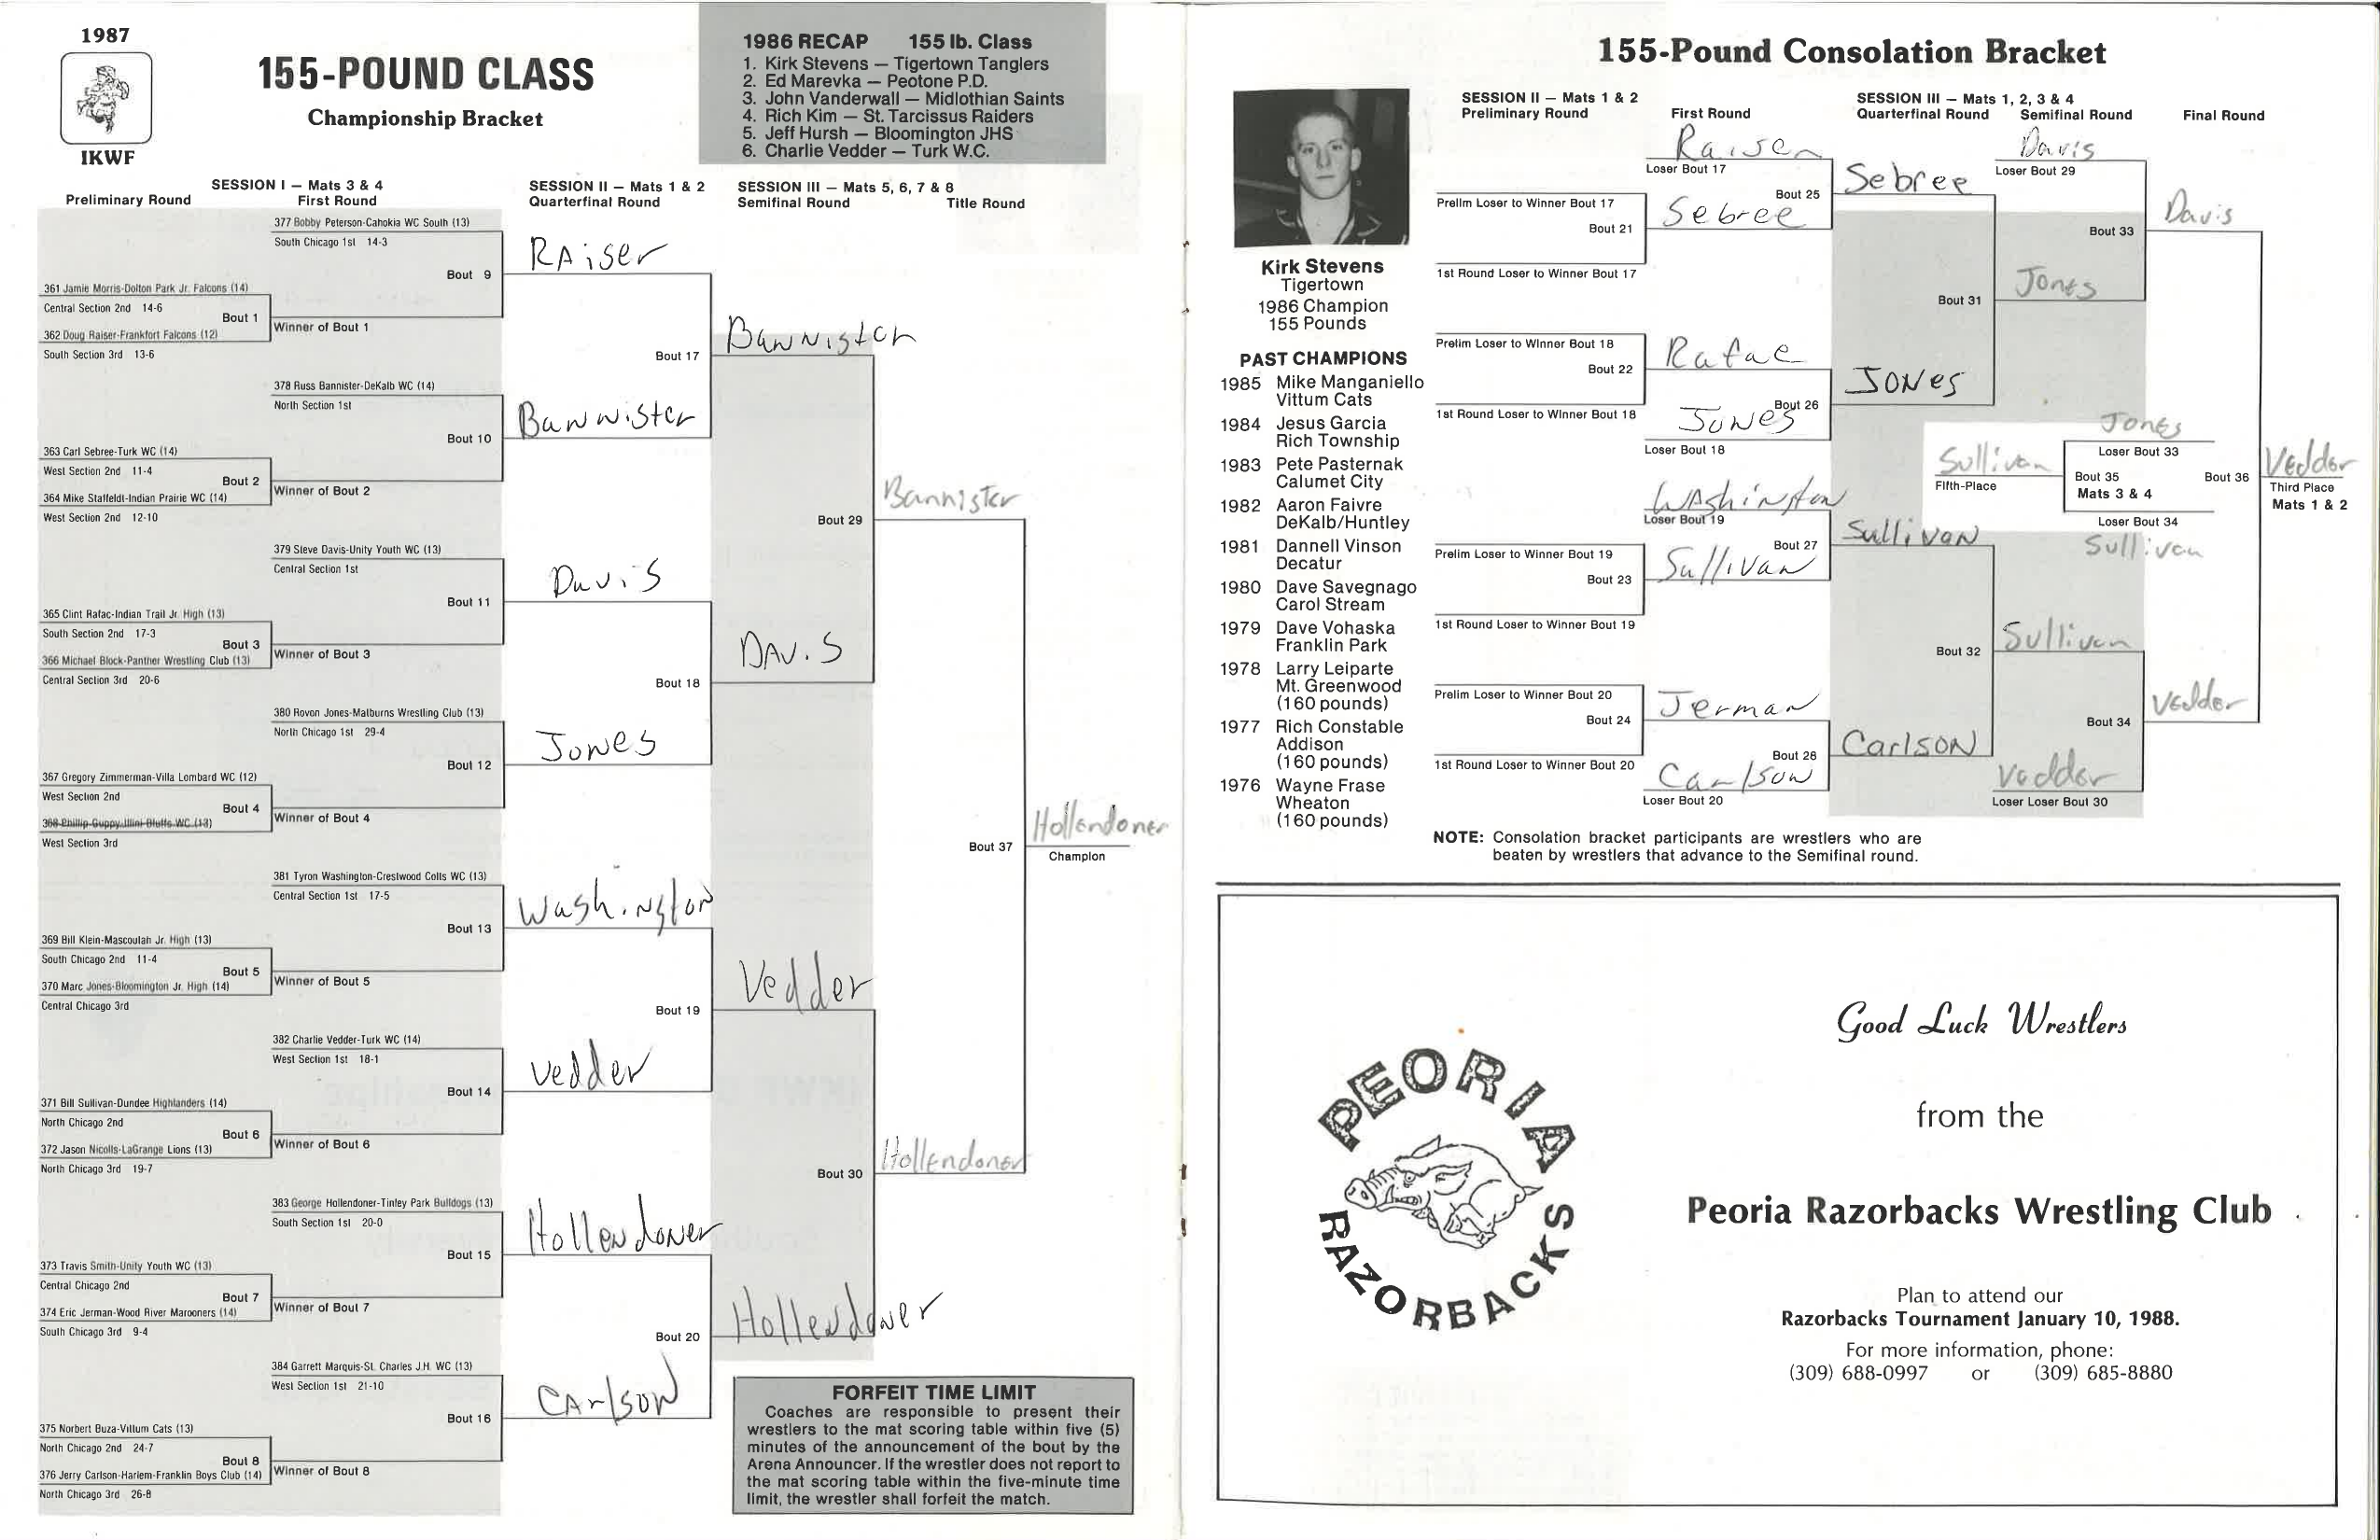 1987
IKWF
155-POUND CLASS
Championship Bracket
1986 RECAP 155 lb. Class
1. Kirk Stevens — Tigertown Tanglers
2. Ed Marevka — Peotone P.D.
3. John Vanderwall — Midlothian Saints
4. Rich Kim — St. Tarcissus Raiders
5. Jeff Hursh — Bloomington JHS
6. Charlie Vedder — Turk W.C.
SESSION I — Mats 3 & 4
Preliminary Round
First Round
SESSION II — Mats 1 & 2
Quarterfinal Round
SESSION III — Mats 5, 6, 7 & 8
Semifinal Round
Title Round
377 Bobby Peterson-Cahokia WC South (13)
South Chicago 1st 14-3
Bout 9
361 Jamie Morris-Dolton Park Jr. Falcons (14)
Central Section 2nd 14-6
Bout 1
Winner of Bout 1
362 Doug Raiser-Frankfort Falcons (12)
South Section 3rd 13-6
378 Russ Bannister-DeKalb WC (14)
North Section 1st
Bout 10
363 Carl Sebree-Turk WC (14)
West Section 2nd 11-4
Bout 2
Winner of Bout 2
364 Mike Staffeldt-Indian Prairie WC (14)
West Section 2nd 12-10
379 Steve Davis-Unity Youth WC (13)
Central Section 1st
Bout 11
365 Clint Rafac-Indian Trail Jr. High (13)
South Section 2nd 17-3
Bout 3
Winner of Bout 3
366 Michael Block-Panther Wrestling Club (13)
Central Section 3rd 20-6
380 Rovon Jones-Malburns Wrestling Club (13)
North Chicago 1st 29-4
Bout 12
367 Gregory Zimmerman-Villa Lombard WC (12)
West Section 2nd
Bout 4
Winner of Bout 4
368 Phillip Guppy-Illini Bluffs WC (13)
West Section 3rd
381 Tyron Washington-Crestwood Colts WC (13)
Central Section 1st 17-5
Bout 13
369 Bill Klein-Mascoulah Jr. High (13)
South Chicago 2nd 11-4
Bout 5
Winner of Bout 5
370 Marc Jones-Bloomington Jr. High (14)
Central Chicago 3rd
382 Charlie Vedder-Turk WC (14)
West Section 1st 18-1
Bout 14
371 Bill Sullivan-Dundee Highlanders (14)
North Chicago 2nd
Bout 6
Winner of Bout 6
372 Jason Nicolls-LaGrange Lions (13)
North Chicago 3rd 19-7
383 George Hollendoner-Tinley Park Bulldogs (13)
South Section 1st 20-0
Bout 15
373 Travis Smith-Unity Youth WC (13)
Central Chicago 2nd
Bout 7
Winner of Bout 7
374 Eric Jerman-Wood River Marooners (14)
South Chicago 3rd 9-4
384 Garrett Marquis-St. Charles J.H. WC (13)
West Section 1st 21-10
Bout 16
375 Norbert Buza-Vittum Cats (13)
North Chicago 2nd 24-7
Bout 8
Winner of Bout 8
376 Jerry Carlson-Harlem-Franklin Boys Club (14)
North Chicago 3rd 26-8
RAiser
Bout 17
Bannister
Davis
Bout 18
Jones
Washington
Bout 19
Vedder
Hollendoner
Bout 20
CArlson
Bannister
Bout 29
DAvis
Vedder
Bout 30
Hollendoner
Bannister
Bout 37
Hollendoner
Hollendoner
Champion
FORFEIT TIME LIMIT
Coaches are responsible to present their
wrestlers to the mat scoring table within five (5)
minutes of the announcement of the bout by the
Arena Announcer. If the wrestler does not report to
the mat scoring table within the five-minute time
limit, the wrestler shall forfeit the match.
155-Pound Consolation Bracket
Kirk Stevens
Tigertown
1986 Champion
155 Pounds
PAST CHAMPIONS
1985 Mike Manganiello
Vittum Cats
1984 Jesus Garcia
Rich Township
1983 Pete Pasternak
Calumet City
1982 Aaron Faivre
DeKalb/Huntley
1981 Dannell Vinson
Decatur
1980 Dave Savegnago
Carol Stream
1979 Dave Vohaska
Franklin Park
1978 Larry Leiparte
Mt. Greenwood
(160 pounds)
1977 Rich Constable
Addison
(160 pounds)
1976 Wayne Frase
Wheaton
(160 pounds)
SESSION II — Mats 1 & 2
Preliminary Round
First Round
SESSION III — Mats 1, 2, 3 & 4
Quarterfinal Round
Semifinal Round
Final Round
Prelim Loser to Winner Bout 17
Bout 21
1st Round Loser to Winner Bout 17
Prelim Loser to Winner Bout 18
Bout 22
1st Round Loser to Winner Bout 18
Prelim Loser to Winner Bout 19
Bout 23
1st Round Loser to Winner Bout 19
Prelim Loser to Winner Bout 20
Bout 24
1st Round Loser to Winner Bout 20
Raiser
Loser Bout 17
Bout 25
Sebree
Rafac
Bout 26
Jones
Loser Bout 18
Washington
Loser Bout 19
Bout 27
Sullivan
Jerman
Bout 28
Carlson
Loser Bout 20
Sebree
Bout 31
Jones
Sullivan
Bout 32
Carlson
Davis
Loser Bout 29
Bout 33
Jones
Sullivan
Bout 34
Vedder
Loser Loser Bout 30
Jones
Loser Bout 33
Sullivan
Fifth-Place
Bout 35
Mats 3 & 4
Loser Bout 34
Sullivan
Davis
Bout 36
Vedder
Vedder
Third Place
Mats 1 & 2
NOTE: Consolation bracket participants are wrestlers who are
beaten by wrestlers that advance to the Semifinal round.
PEORIA
RAZORBACKS
Good Luck Wrestlers
from the
Peoria Razorbacks Wrestling Club
Plan to attend our
Razorbacks Tournament January 10, 1988.
For more information, phone:
(309) 688-0997 or (309) 685-8880